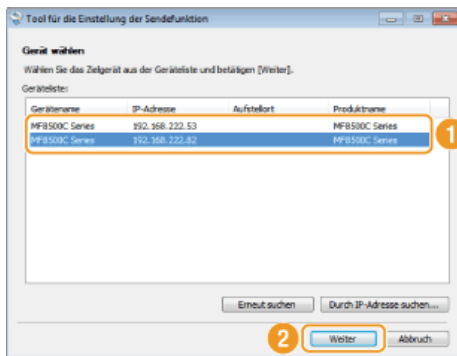 Tool für die Einstellung der Sendefunktion
Gerät wählen
Wählen Sie das Zielgerät aus der Geräteliste und betätigen [Weiter].
Geräteliste:
Gerätename IP-Adresse Aufstellort Produktname
MF8500C Series 192.168.222.53 MF8500C Series
MF8500C Series 192.168.222.82 MF8500C Series
1
Erneut suchen Durch IP-Adresse suchen...
2 Weiter Abbruch